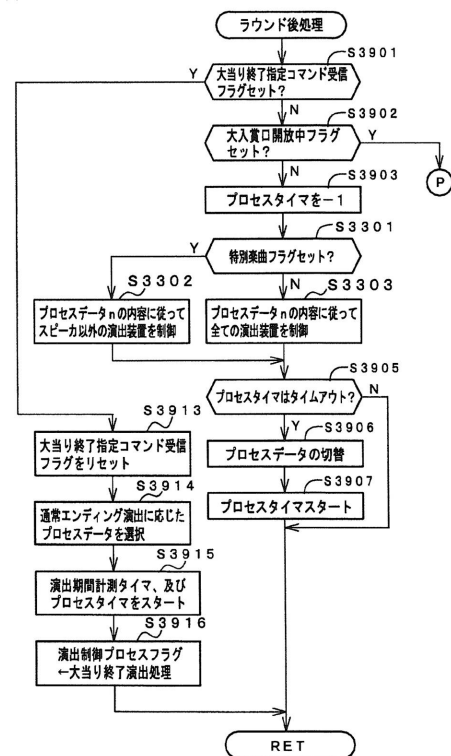 ラウンド後処理
S3901
Y
大当り終了指定コマンド受信
フラグセット?
N
S3902
大入賞口開放中フラグ
セット?
Y
P
N
S3903
プロセスタイマを-1
S3301
Y
特別楽曲フラグセット?
S3302
N
S3303
プロセスデータnの内容に従って
スピーカ以外の演出装置を制御
プロセスデータnの内容に従って
全ての演出装置を制御
S3905
プロセスタイマはタイムアウト?
N
S3913
Y
S3906
大当り終了指定コマンド受信
フラグをリセット
プロセスデータの切替
S3914
S3907
通常エンディング演出に応じた
プロセスデータを選択
プロセスタイマスタート
S3915
演出期間計測タイマ、及び
プロセスタイマをスタート
S3916
演出制御プロセスフラグ
←大当り終了演出処理
RET